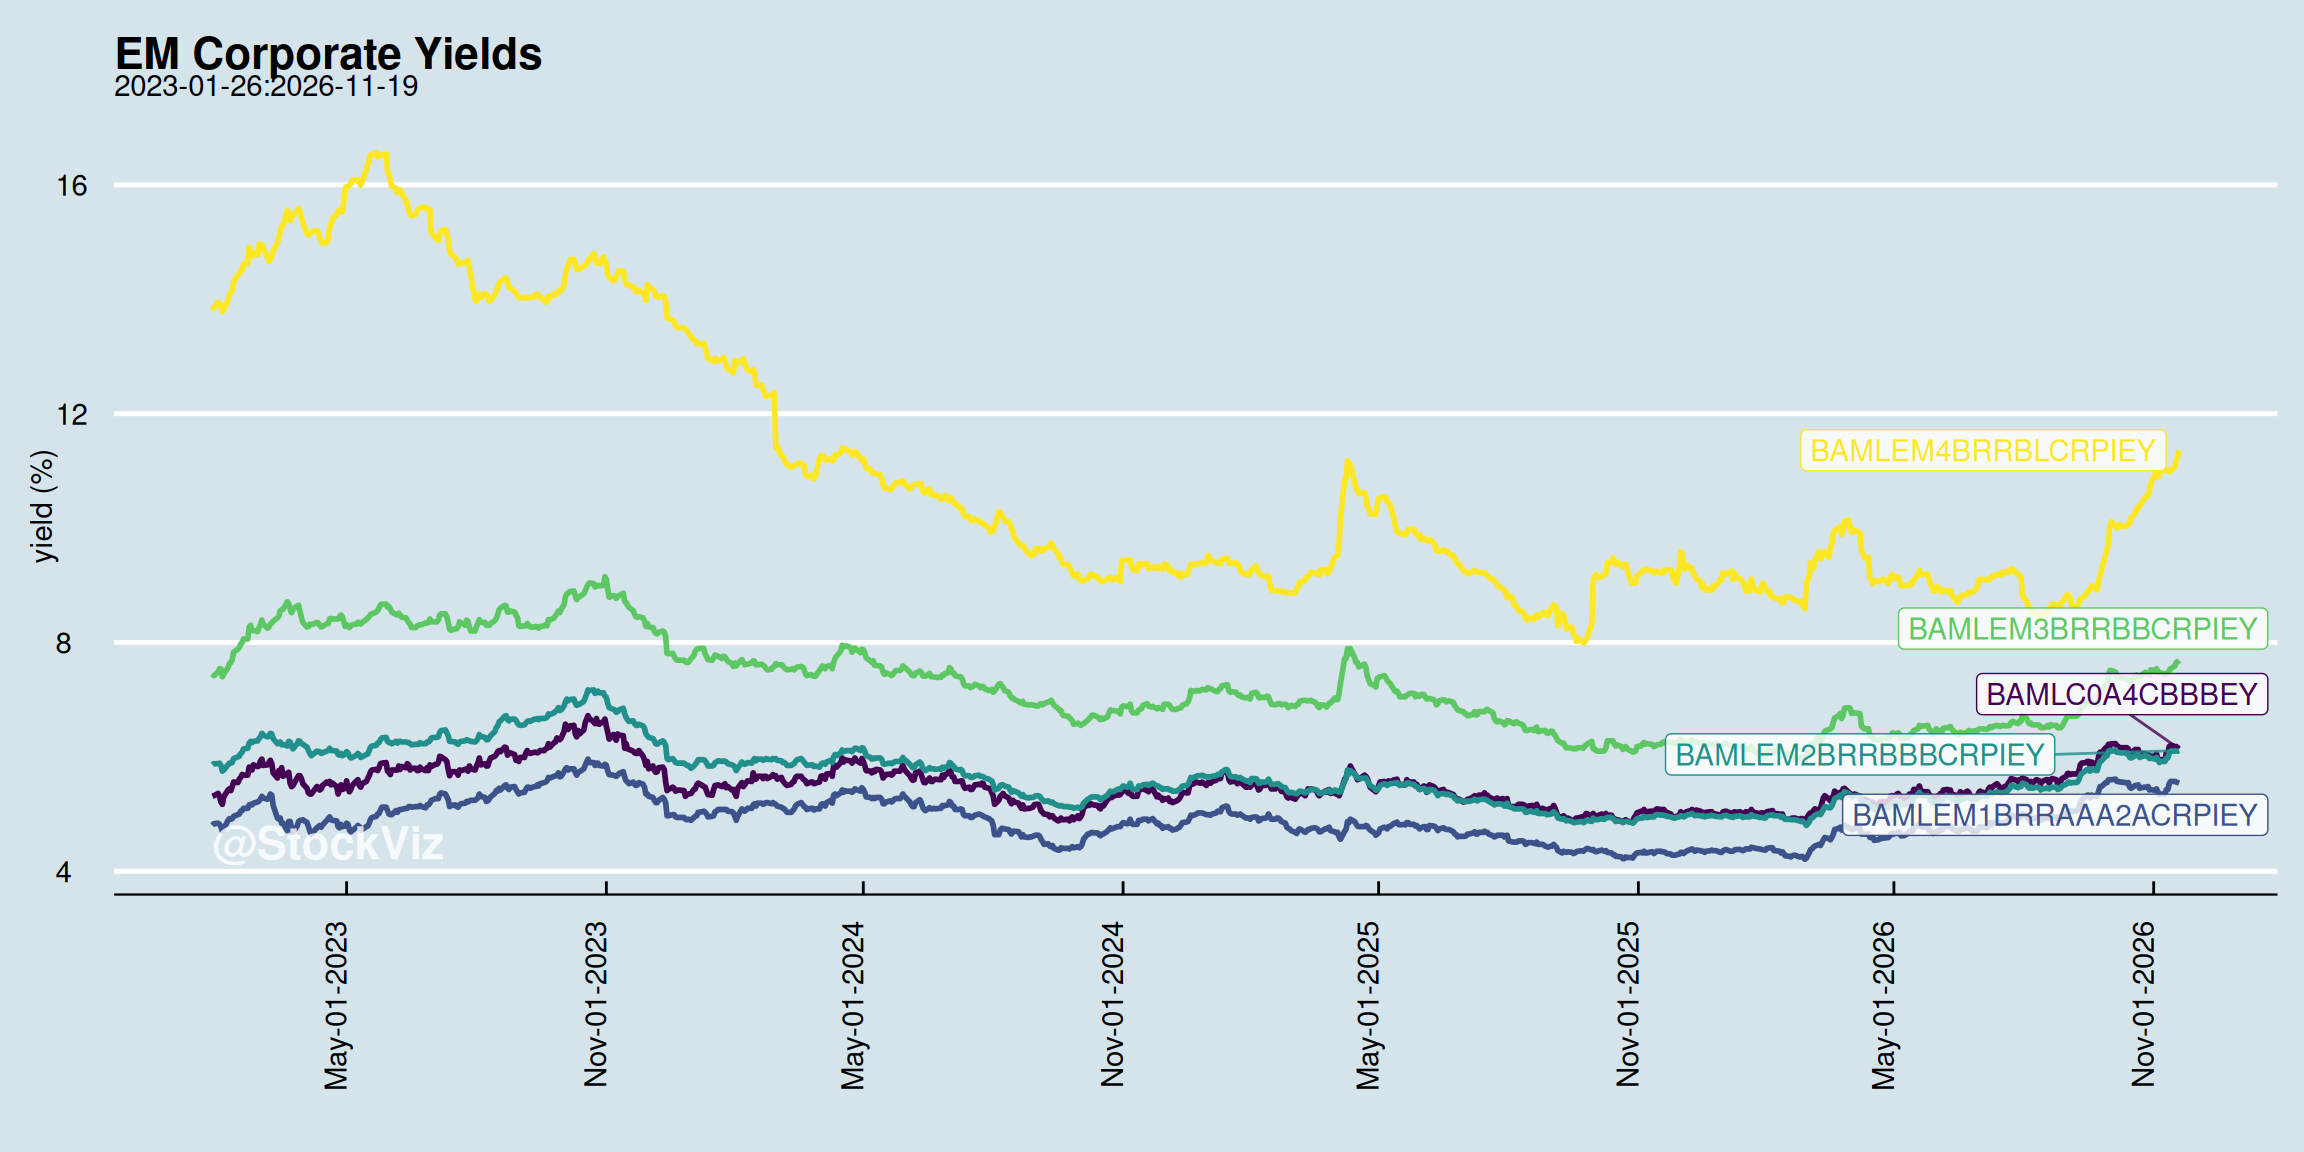 EM Corporate Yields
2023-01-26:2026-11-19
yield (%)
16
12
8
4
BAMLEM4BRRBLCRPIEY
BAMLEM3BRRBBCRPIEY
BAMLC0A4CBBBEY
BAMLEM2BRRBBBCRPIEY
BAMLEM1BRRAAA2ACRPIEY
@StockViz
May-01-2023
Nov-01-2023
May-01-2024
Nov-01-2024
May-01-2025
Nov-01-2025
May-01-2026
Nov-01-2026